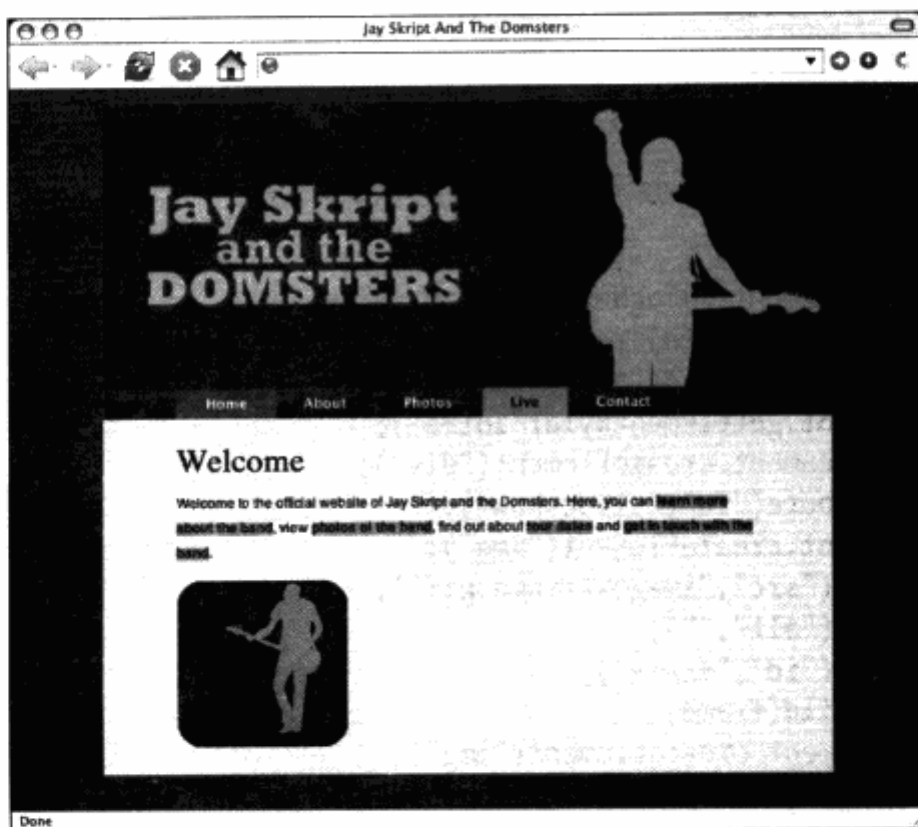 Jay Skript And The Domsters
Jay Skript
and the
DOMSTERS
Home About Photos Live Contact
Welcome
Welcome to the official website of Jay Skript and the Domsters. Here, you can learn more
about the band, view photos of the band, find out about tour dates and get in touch with the
band.
Done